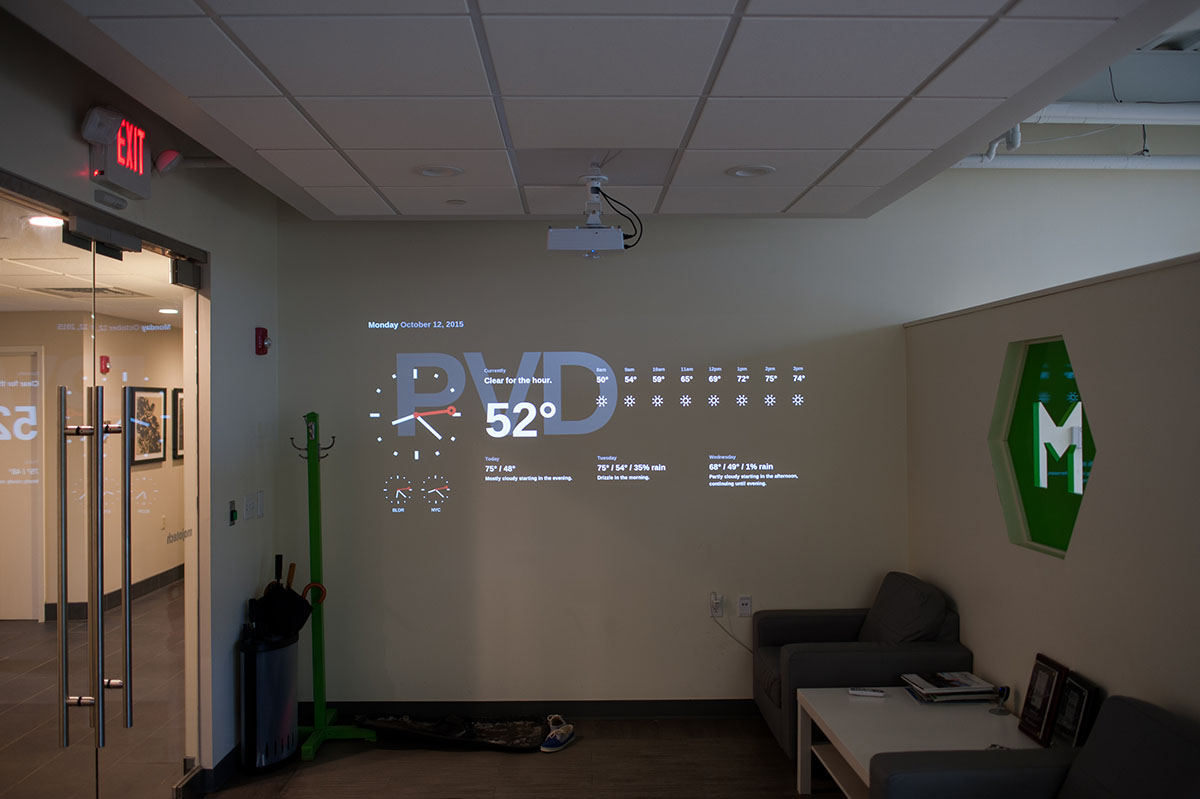 EXIT
Monday October 12, 2015
PVD
Currently
Clear for the hour.
52°
8am 9am 10am 11am 12pm 1pm 2pm 3pm
50° 54° 59° 65° 69° 72° 75° 74°
Today
75° / 48°
Mostly cloudy starting in the evening.
Tuesday
75° / 54° / 35% rain
Drizzle in the morning.
Wednesday
68° / 49° / 1% rain
Partly cloudy starting in the afternoon,
continuing until evening.
BLDR
NYC
M
mojotech